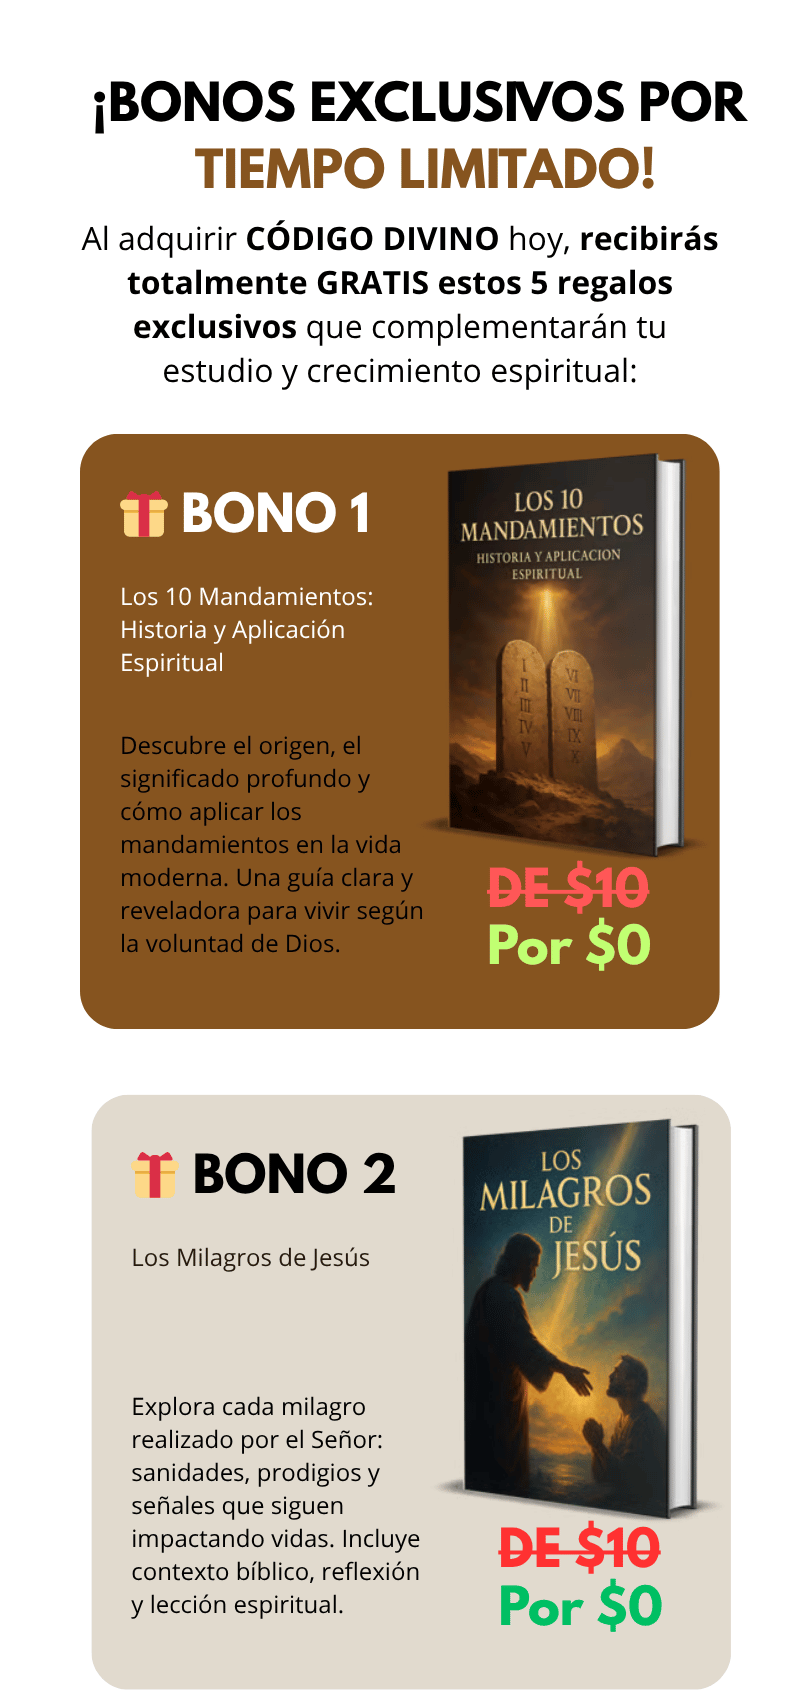 ¡BONOS EXCLUSIVOS POR
TIEMPO LIMITADO!
Al adquirir CÓDIGO DIVINO hoy, recibirás
totalmente GRATIS estos 5 regalos
exclusivos que complementarán tu
estudio y crecimiento espiritual:
BONO 1
Los 10 Mandamientos:
Historia y Aplicación
Espiritual
Descubre el origen, el
significado profundo y
cómo aplicar los
mandamientos en la vida
moderna. Una guía clara y
reveladora para vivir según
la voluntad de Dios.
LOS 10
MANDAMIENTOS
HISTORIA Y APLICACION
ESPIRITUAL
I VI
II VII
III VIII
IV IX
V X
DE $10
Por $0
BONO 2
Los Milagros de Jesús
Explora cada milagro
realizado por el Señor:
sanidades, prodigios y
señales que siguen
impactando vidas. Incluye
contexto bíblico, reflexión
y lección espiritual.
LOS
MILAGROS
DE
JESÚS
DE $10
Por $0